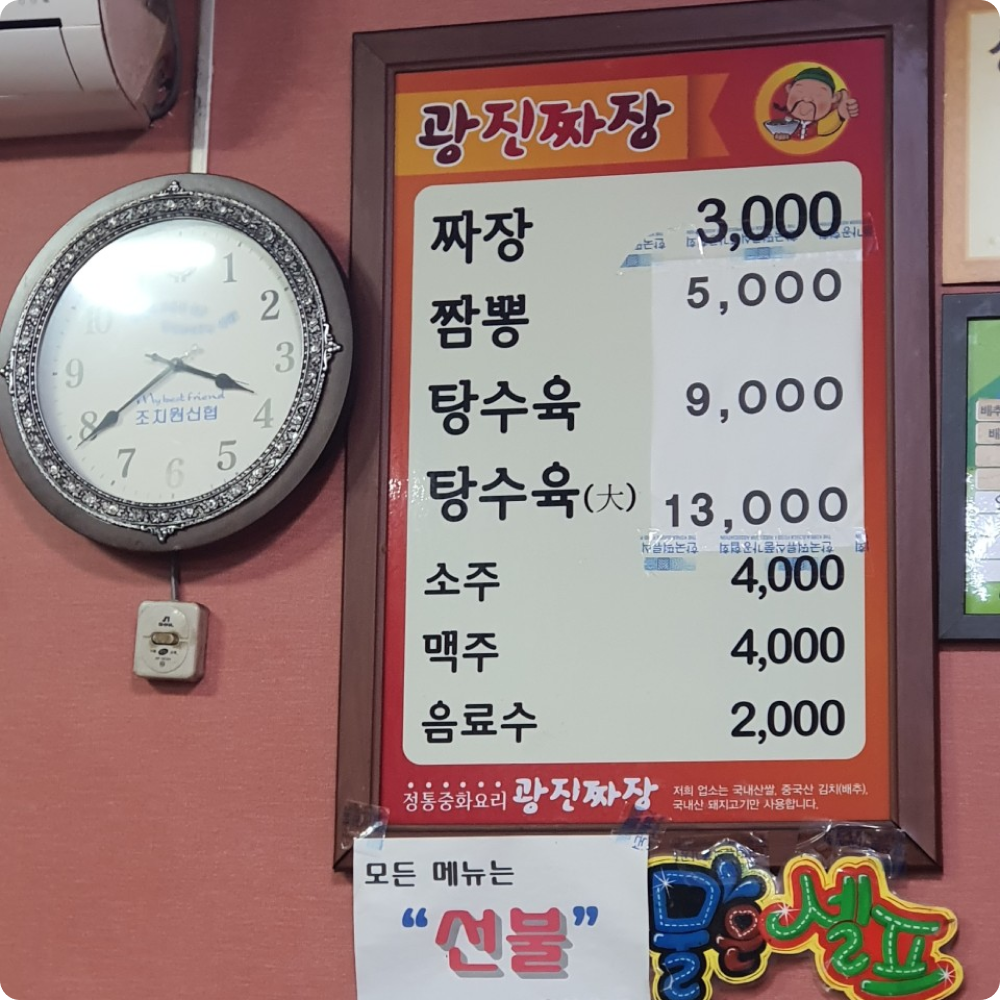 광진짜장
짜장 3,000
짬뽕 5,000
탕수육 9,000
탕수육(大) 13,000
소주 4,000
맥주 4,000
음료수 2,000
정통중화요리 광진짜장
저희 업소는 국내산쌀, 중국산 김치(배추),
국내산 돼지고기만 사용합니다.
모든 메뉴는
“선불”
물은
셀프
1
2
3
4
5
6
7
8
9
10
My best friend
조치원신협